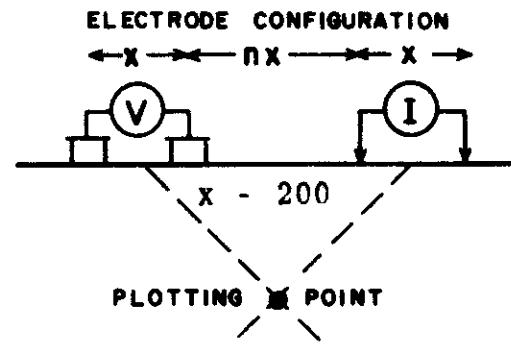 ELECTRODE CONFIGURATION
x nx x
V I
x - 200
PLOTTING POINT